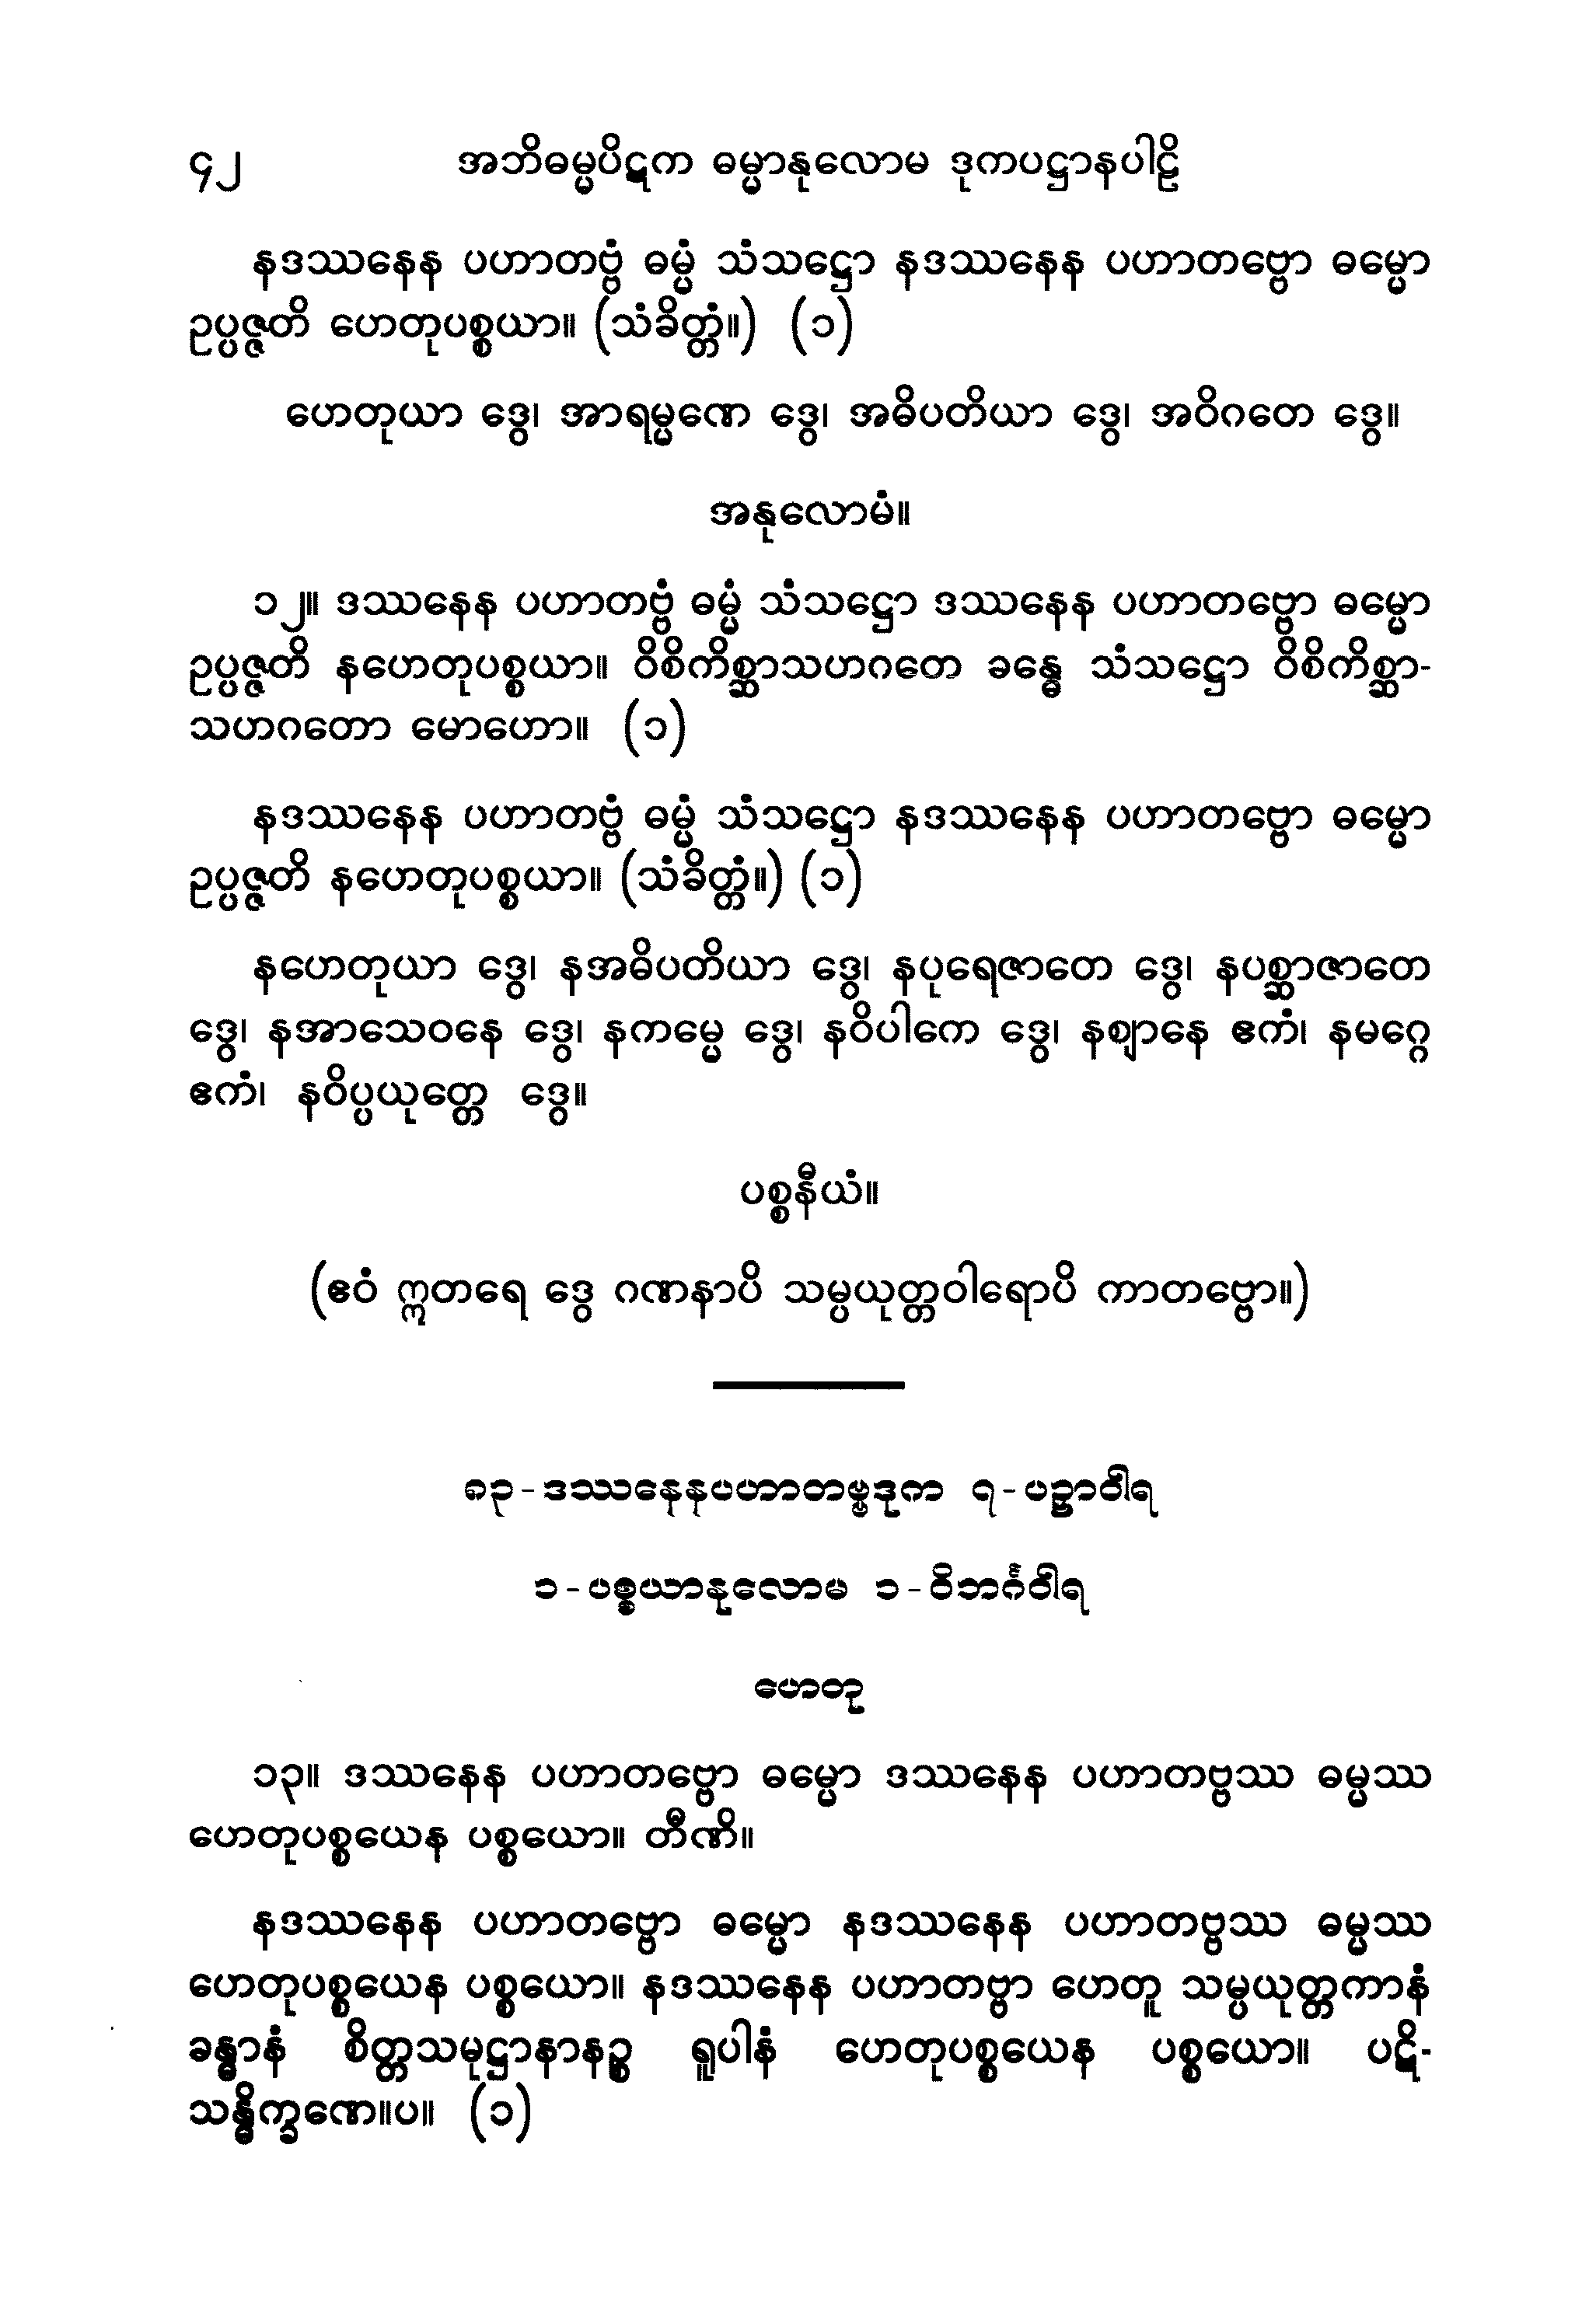 ၄၂ အဘိဓမ္မပိဋက ဓမ္မာနုလောမ ဒုကပဋ္ဌာနပါဠိ
နဒဿနေန ပဟာတဗ္ဗံ ဓမ္မံ သံသဋ္ဌော နဒဿနေန ပဟာတဗ္ဗော ဓမ္မော
ဥပ္ပဇ္ဇတိ ဟေတုပစ္စယာ။ (သံခိတ္တံ။) (၁)
ဟေတုယာ ဒွေ၊ အာရမ္မဏေ ဒွေ၊ အဓိပတိယာ ဒွေ၊ အဝိဂတေ ဒွေ။
အနုလောမံ။
၁၂။ ဒဿနေန ပဟာတဗ္ဗံ ဓမ္မံ သံသဋ္ဌော ဒဿနေန ပဟာတဗ္ဗော ဓမ္မော
ဥပ္ပဇ္ဇတိ နဟေတုပစ္စယာ။ ဝိစိကိစ္ဆာသဟဂတေ ခန္ဓေ သံသဋ္ဌော ဝိစိကိစ္ဆာ-
သဟဂတော မောဟော။ (၁)
နဒဿနေန ပဟာတဗ္ဗံ ဓမ္မံ သံသဋ္ဌော နဒဿနေန ပဟာတဗ္ဗော ဓမ္မော
ဥပ္ပဇ္ဇတိ နဟေတုပစ္စယာ။ (သံခိတ္တံ။) (၁)
နဟေတုယာ ဒွေ၊ နအဓိပတိယာ ဒွေ၊ နပုရေဇာတေ ဒွေ၊ နပစ္ဆာဇာတေ
ဒွေ၊ နအာသေဝနေ ဒွေ၊ နကမ္မေ ဒွေ၊ နဝိပါကေ ဒွေ၊ နဈာနေ ဧကံ၊ နမဂ္ဂေ
ဧကံ၊ နဝိပ္ပယုတ္တေ ဒွေ။
ပစ္စနီယံ။
(ဧဝံ ဣတရေ ဒွေ ဂဏနာပိ သမ္ပယုတ္တဝါရောပိ ကာတဗ္ဗော။)
၈၃-ဒဿနေနပဟာတဗ္ဗဒုက ၇-ပဉှာဝါရ
၁-ပစ္စယာနုလောမ ၁-ဝိဘင်္ဂဝါရ
ဟေတု
၁၃။ ဒဿနေန ပဟာတဗ္ဗော ဓမ္မော ဒဿနေန ပဟာတဗ္ဗဿ ဓမ္မဿ
ဟေတုပစ္စယေန ပစ္စယော။ တီဏိ။
နဒဿနေန ပဟာတဗ္ဗော ဓမ္မော နဒဿနေန ပဟာတဗ္ဗဿ ဓမ္မဿ
ဟေတုပစ္စယေန ပစ္စယော။ နဒဿနေန ပဟာတဗ္ဗာ ဟေတူ သမ္ပယုတ္တကာနံ
ခန္ဓာနံ စိတ္တသမုဋ္ဌာနာနဉ္စ ရူပါနံ ဟေတုပစ္စယေန ပစ္စယော။ ပဋိ-
သန္ဓိက္ခဏေ။ပ။ (၁)